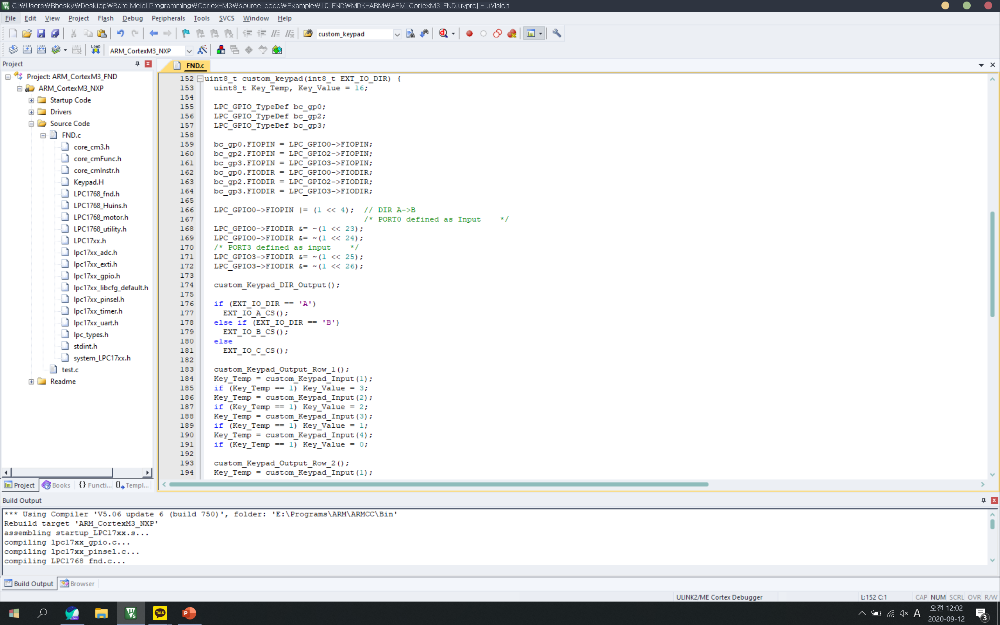 C:₩Users₩Rhcsky₩Desktop₩Bare Metal Programming₩Cortex-M3₩source_code₩Example₩10_FND₩MDK-ARM₩ARM_CortexM3_FND.uvproj - µVision
File Edit View Project Flash Debug Peripherals Tools SVCS Window Help
custom_keypad
LOAD ARM_CortexM3_NXP
Project
Project: ARM_CortexM3_FND
ARM_CortexM3_NXP
Startup Code
Drivers
Source Code
FND.c
core_cm3.h
core_cmFunc.h
core_cmInstr.h
Keypad.H
LPC1768_fnd.h
LPC1768_Huins.h
LPC1768_motor.h
LPC1768_utility.h
LPC17xx.h
lpc17xx_adc.h
lpc17xx_exti.h
lpc17xx_gpio.h
lpc17xx_libcfg_default.h
lpc17xx_pinsel.h
lpc17xx_timer.h
lpc17xx_uart.h
lpc_types.h
stdint.h
system_LPC17xx.h
test.c
Readme
Project Books Functi... Templ...
FND.c
152 uint8_t custom_keypad(int8_t EXT_IO_DIR) {
153 uint8_t Key_Temp, Key_Value = 16;
154
155 LPC_GPIO_TypeDef bc_gp0;
156 LPC_GPIO_TypeDef bc_gp2;
157 LPC_GPIO_TypeDef bc_gp3;
158
159 bc_gp0.FIOPIN = LPC_GPIO0->FIOPIN;
160 bc_gp2.FIOPIN = LPC_GPIO2->FIOPIN;
161 bc_gp3.FIOPIN = LPC_GPIO3->FIOPIN;
162 bc_gp0.FIODIR = LPC_GPIO0->FIODIR;
163 bc_gp2.FIODIR = LPC_GPIO2->FIODIR;
164 bc_gp3.FIODIR = LPC_GPIO3->FIODIR;
165
166 LPC_GPIO0->FIOPIN |= (1 << 4); // DIR A->B
167 /* PORT0 defined as Input */
168 LPC_GPIO0->FIODIR &= ~(1 << 23);
169 LPC_GPIO0->FIODIR &= ~(1 << 24);
170 /* PORT3 defined as input */
171 LPC_GPIO3->FIODIR &= ~(1 << 25);
172 LPC_GPIO3->FIODIR &= ~(1 << 26);
173
174 custom_Keypad_DIR_Output();
175
176 if (EXT_IO_DIR == 'A')
177 EXT_IO_A_CS();
178 else if (EXT_IO_DIR == 'B')
179 EXT_IO_B_CS();
180 else
181 EXT_IO_C_CS();
182
183 custom_Keypad_Output_Row_1();
184 Key_Temp = custom_Keypad_Input(1);
185 if (Key_Temp == 1) Key_Value = 3;
186 Key_Temp = custom_Keypad_Input(2);
187 if (Key_Temp == 1) Key_Value = 2;
188 Key_Temp = custom_Keypad_Input(3);
189 if (Key_Temp == 1) Key_Value = 1;
190 Key_Temp = custom_Keypad_Input(4);
191 if (Key_Temp == 1) Key_Value = 0;
192
193 custom_Keypad_Output_Row_2();
194 Key_Temp = custom_Keypad_Input(1);
Build Output
*** Using Compiler 'V5.06 update 6 (build 750)', folder: 'E:\Programs\ARM\ARMCC\Bin'
Rebuild target 'ARM_CortexM3_NXP'
assembling startup_LPC17xx.s...
compiling lpc17xx_gpio.c...
compiling lpc17xx_pinsel.c...
compiling LPC1768_fnd.c...
Build Output Browser
ULINK2/ME Cortex Debugger L:152 C:1 CAP NUM SCRL OVR R/W
Beta TALK P A 오전 12:02
2020-09-12 3